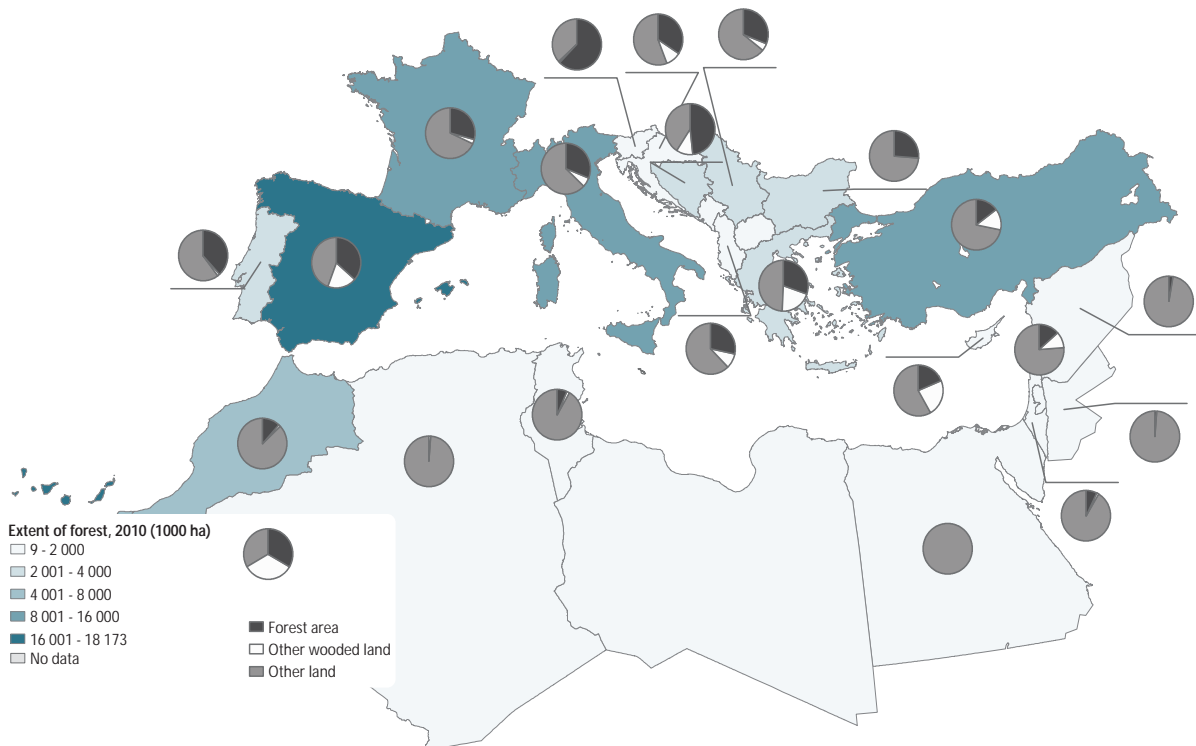 Extent of forest, 2010 (1000 ha)
9 - 2 000
2 001 - 4 000
4 001 - 8 000
8 001 - 16 000
16 001 - 18 173
No data
Forest area
Other wooded land
Other land